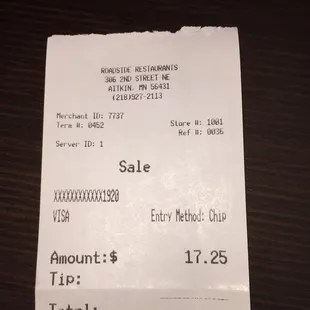 ROADSIDE RESTAURANTS
306 2ND STREET NE
AITKIN, MN 56431
(218)927-2113
Merchant ID: 7737
Term #: 0452 Store #: 1001
Ref #: 0036
Server ID: 1
Sale
XXXXXXXXXXXX1920
VISA Entry Method: Chip
Amount:$ 17.25
Tip:
Total: